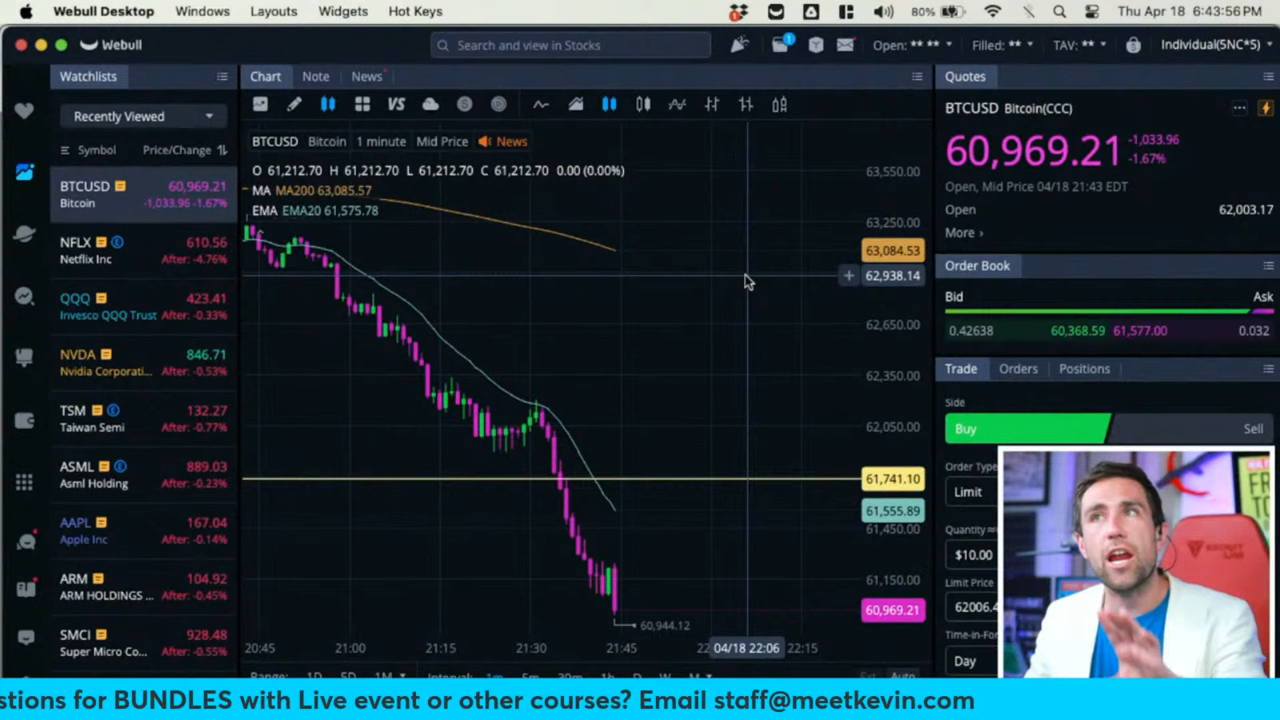 Webull Desktop Windows Layouts Widgets Hot Keys 80% Thu Apr 18 6:43:56 PM
Webull
Search and view in Stocks
1
Open: ** ** Filled: ** TAV: ** Individual(5NC*5)
Watchlists
Recently Viewed
Symbol Price/Change
BTCUSD 60,969.21
Bitcoin -1,033.96 -1.67%
NFLX E 610.56
Netflix Inc After: -4.76%
QQQ 423.41
Invesco QQQ Trust After: -0.33%
NVDA 846.71
Nvidia Corporati... After: -0.53%
TSM E 132.27
Taiwan Semi After: -0.77%
ASML E 889.03
Asml Holding After: -0.23%
AAPL 167.04
Apple Inc After: -0.14%
ARM 104.92
ARM HOLDINGS ... After: -0.45%
SMCI 928.48
Super Micro Co... After: -0.55%
Chart Note News
VS S
BTCUSD Bitcoin 1 minute Mid Price News
O 61,212.70 H 61,212.70 L 61,212.70 C 61,212.70 0.00 (0.00%)
MA MA200 63,085.57
EMA EMA20 61,575.78
63,550.00
63,250.00
63,084.53
62,938.14
62,650.00
62,350.00
62,050.00
61,741.10
61,555.89
61,450.00
61,150.00
60,969.21
60,944.12
20:45 21:00 21:15 21:30 21:45 04/18 22:06 22:15
Quotes
BTCUSD Bitcoin(CCC)
60,969.21 -1,033.96
-1.67%
Open, Mid Price 04/18 21:43 EDT
Open 62,003.17
More
Order Book
Bid Ask
0.42638 60,368.59 61,577.00 0.032
Trade Orders Positions
Side
Buy Sell
Order Type
Limit
Quantity
$10.00
Limit Price
62006.4
Time-in-For
Day
stions for BUNDLES with Live event or other courses? Email staff@meetkevin.com